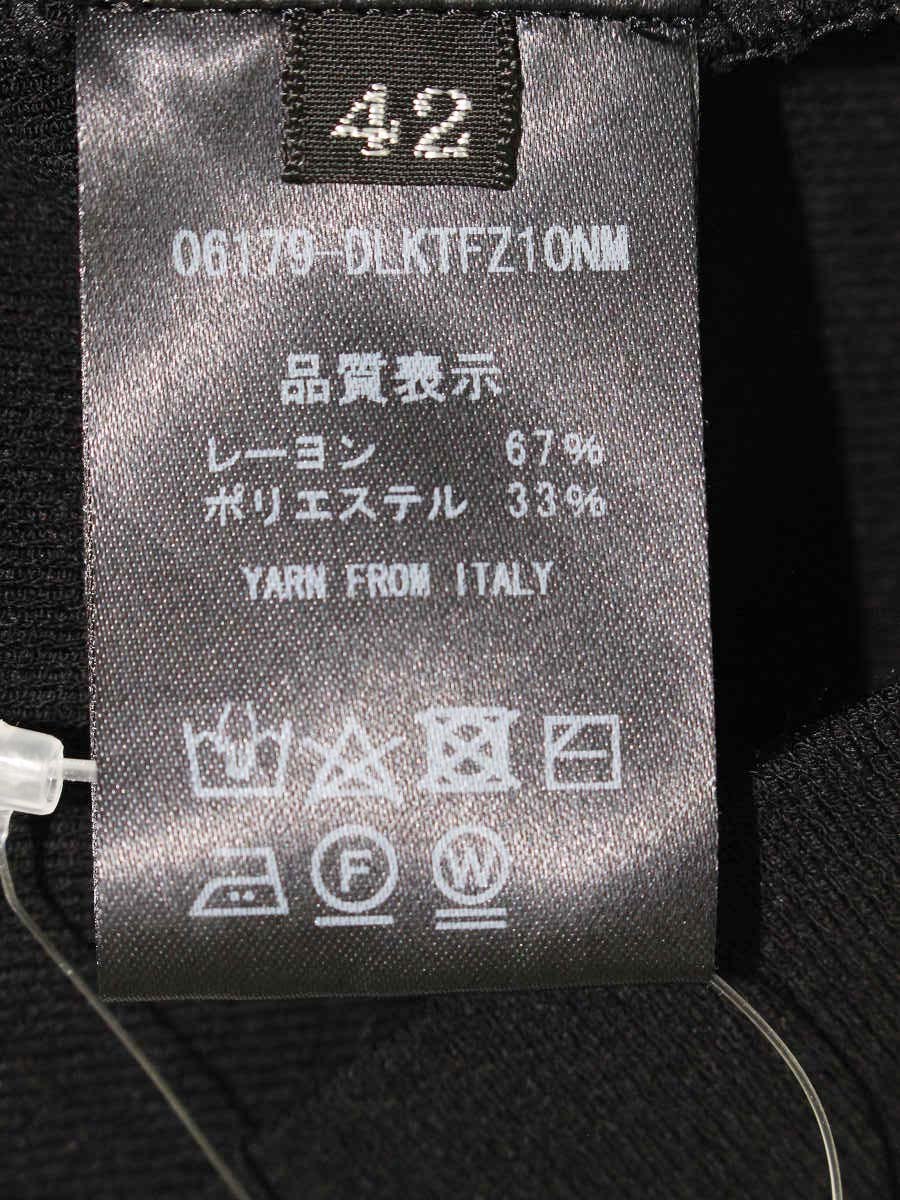 42
06179-DLKTFZ10NM
品質表示
レーヨン 67%
ポリエステル 33%
YARN FROM ITALY
F W